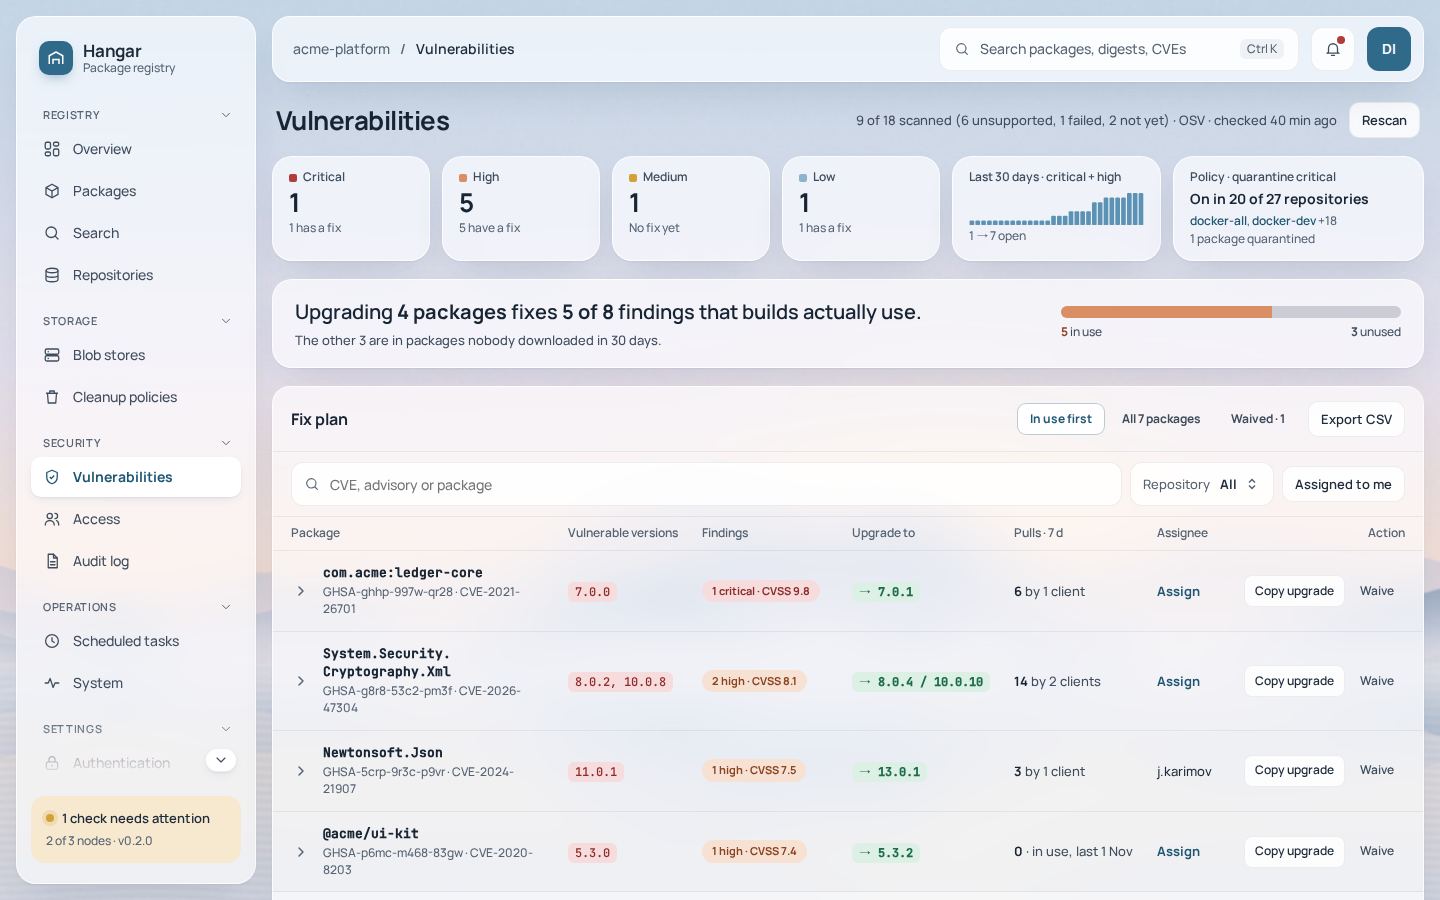 Hangar
Package registry
REGISTRY
Overview
Packages
Search
Repositories
STORAGE
Blob stores
Cleanup policies
SECURITY
Vulnerabilities
Access
Audit log
OPERATIONS
Scheduled tasks
System
SETTINGS
Authentication
1 check needs attention
2 of 3 nodes · v0.2.0
acme-platform / Vulnerabilities
Search packages, digests, CVEs
Ctrl K
DI
Vulnerabilities
9 of 18 scanned (6 unsupported, 1 failed, 2 not yet) · OSV · checked 40 min ago
Rescan
Critical
1
1 has a fix
High
5
5 have a fix
Medium
1
No fix yet
Low
1
1 has a fix
Last 30 days · critical + high
1 → 7 open
Policy · quarantine critical
On in 20 of 27 repositories
docker-all, docker-dev +18
1 package quarantined
Upgrading 4 packages fixes 5 of 8 findings that builds actually use.
The other 3 are in packages nobody downloaded in 30 days.
5 in use
3 unused
Fix plan
In use first
All 7 packages
Waived · 1
Export CSV
CVE, advisory or package
Repository All
Assigned to me
Package Vulnerable versions Findings Upgrade to Pulls · 7 d Assignee Action
com.acme:ledger-core
GHSA-ghhp-997w-qr28 · CVE-2021-
26701
7.0.0
1 critical · CVSS 9.8
→ 7.0.1
6 by 1 client
Assign
Copy upgrade
Waive
System.Security.
Cryptography.Xml
GHSA-g8r8-53c2-pm3f · CVE-2026-
47304
8.0.2, 10.0.8
2 high · CVSS 8.1
→ 8.0.4 / 10.0.10
14 by 2 clients
Assign
Copy upgrade
Waive
Newtonsoft.Json
GHSA-5crp-9r3c-p9vr · CVE-2024-
21907
11.0.1
1 high · CVSS 7.5
→ 13.0.1
3 by 1 client
j.karimov
Copy upgrade
Waive
@acme/ui-kit
GHSA-p6mc-m468-83gw · CVE-2020-
8203
5.3.0
1 high · CVSS 7.4
→ 5.3.2
0 · in use, last 1 Nov
Assign
Copy upgrade
Waive